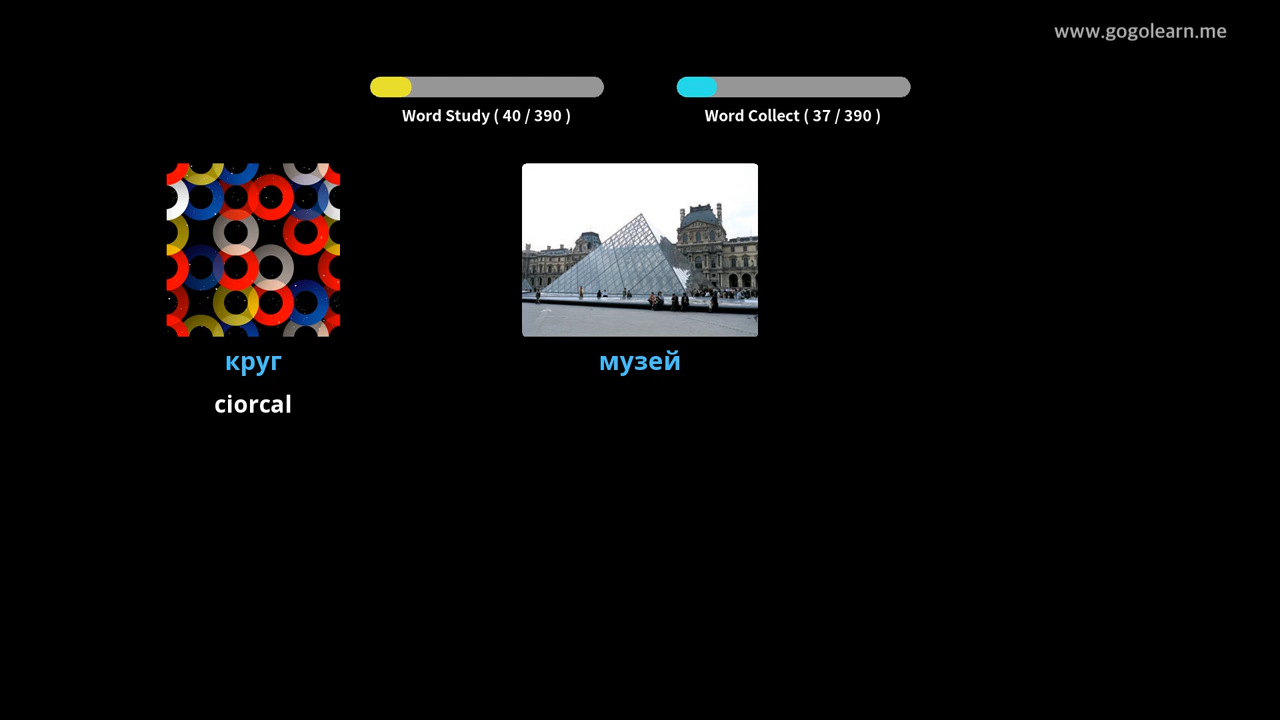 www.gogolearn.me
Word Study ( 40 / 390 )
Word Collect ( 37 / 390 )
круг
музей
ciorcal